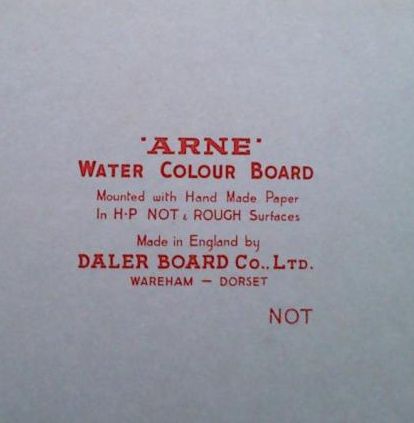 'ARNE'
WATER COLOUR BOARD
Mounted with Hand Made Paper
In H·P NOT & ROUGH Surfaces
Made in England by
DALER BOARD Co., LTD.
WAREHAM — DORSET
NOT